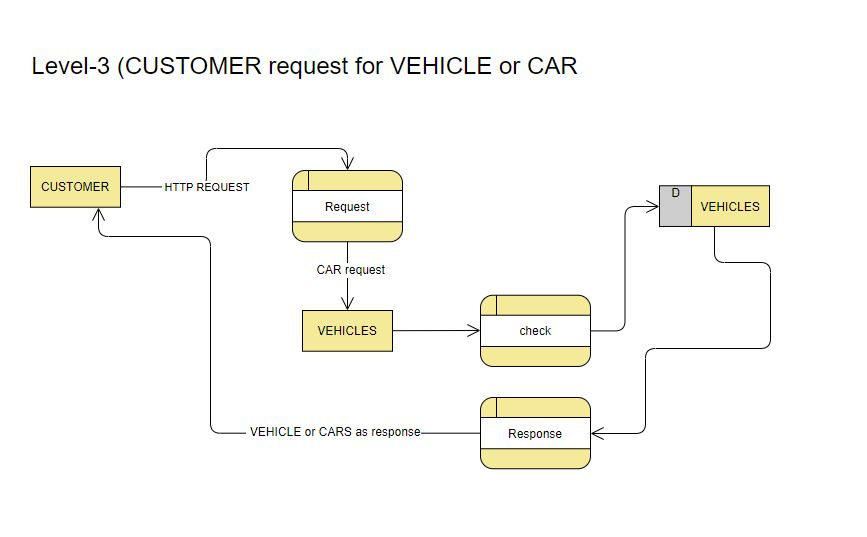 Level-3 (CUSTOMER request for VEHICLE or CAR
CUSTOMER
HTTP REQUEST
Request
D
VEHICLES
CAR request
VEHICLES
check
VEHICLE or CARS as response
Response